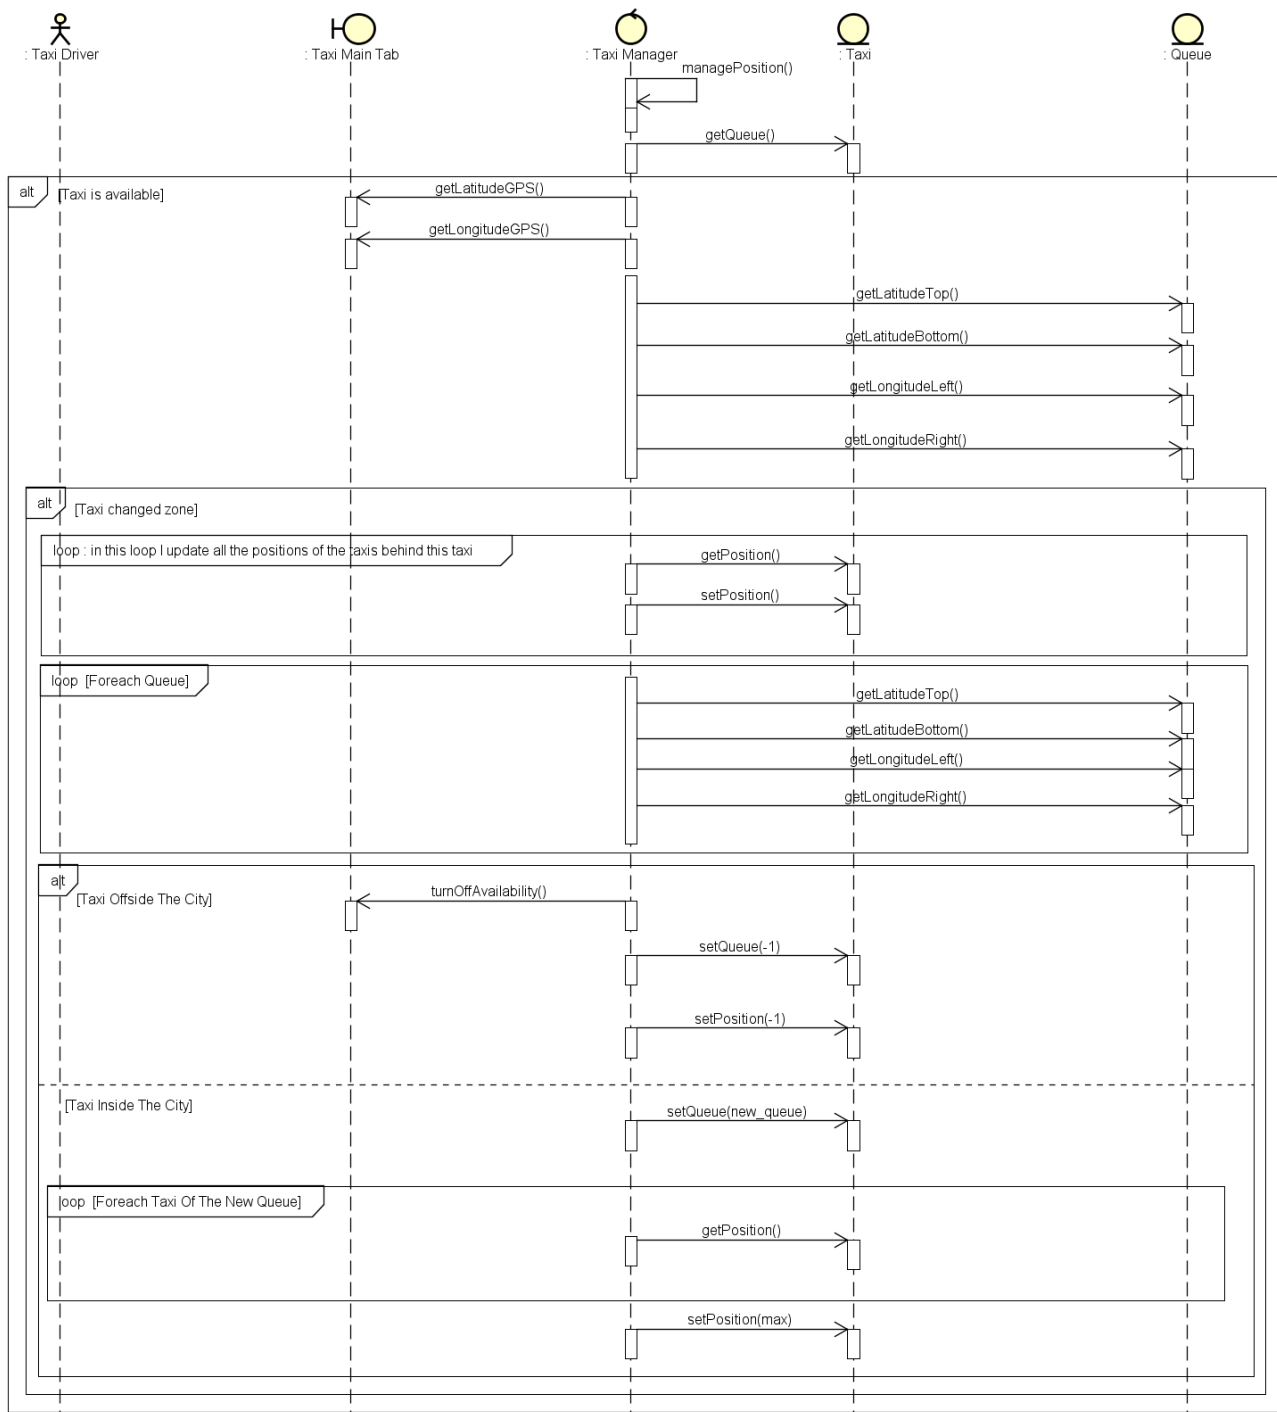 : Taxi Driver
: Taxi Main Tab
: Taxi Manager
: Taxi
: Queue
managePosition()
getQueue()
alt
[Taxi is available]
getLatitudeGPS()
getLongitudeGPS()
getLatitudeTop()
getLatitudeBottom()
getLongitudeLeft()
getLongitudeRight()
alt
[Taxi changed zone]
loop : in this loop I update all the positions of the taxis behind this taxi
getPosition()
setPosition()
loop [Foreach Queue]
getLatitudeTop()
getLatitudeBottom()
getLongitudeLeft()
getLongitudeRight()
alt
[Taxi Offside The City]
turnOffAvailability()
setQueue(-1)
setPosition(-1)
[Taxi Inside The City]
setQueue(new_queue)
loop [Foreach Taxi Of The New Queue]
getPosition()
setPosition(max)